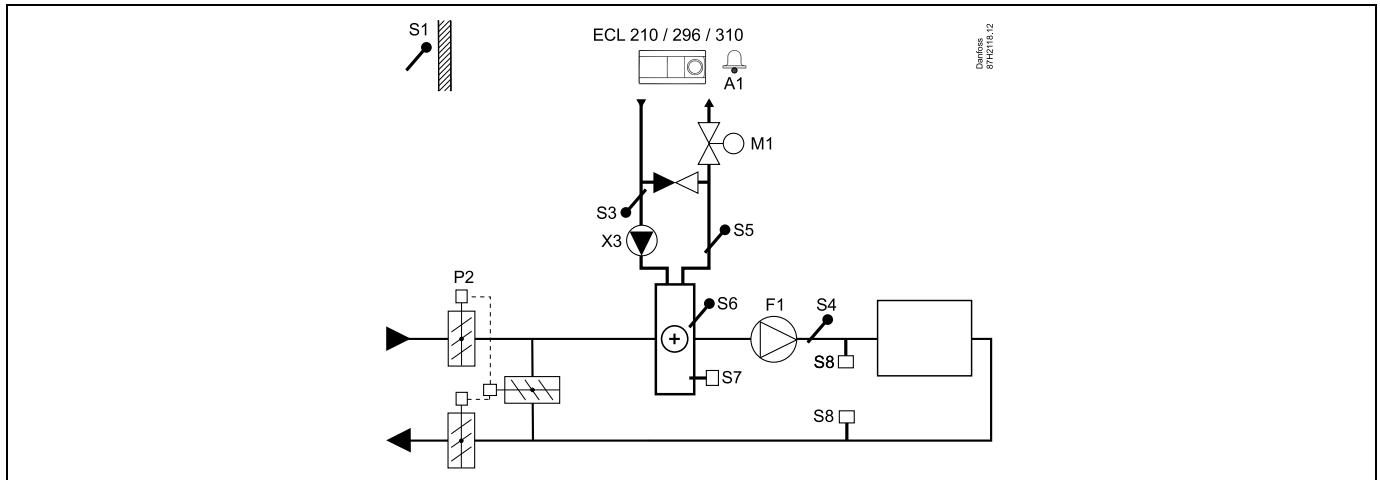 S1
ECL 210 / 296 / 310
A1
Danfoss
87H2118.12
M1
S3
S5
X3
P2
S6
F1
S4
S8
S7
S8